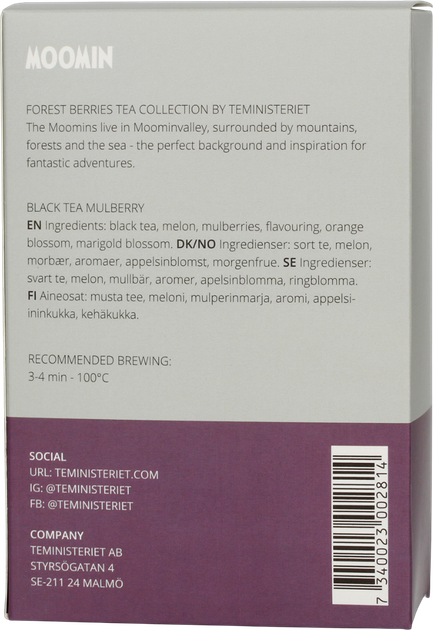 MOOMIN
FOREST BERRIES TEA COLLECTION BY TEMINISTERIET
The Moomins live in Moominvalley, surrounded by mountains,
forests and the sea - the perfect background and inspiration for
fantastic adventures.
BLACK TEA MULBERRY
EN Ingredients: black tea, melon, mulberries, flavouring, orange
blossom, marigold blossom. DK/NO Ingredienser: sort te, melon,
morbær, aromaer, appelsinblomst, morgenfrue. SE Ingredienser:
svart te, melon, mullbär, aromer, apelsinblomma, ringblomma.
FI Aineosat: musta tee, meloni, mulperinmarja, aromi, appelsi-
ininkukka, kehäkukka.
RECOMMENDED BREWING:
3-4 min - 100°C
SOCIAL
URL: TEMINISTERIET.COM
IG: @TEMINISTERIET
FB: @TEMINISTERIET
COMPANY
TEMINISTERIET AB
STYRSÖGATAN 4
SE-211 24 MALMÖ
7 340023 002814